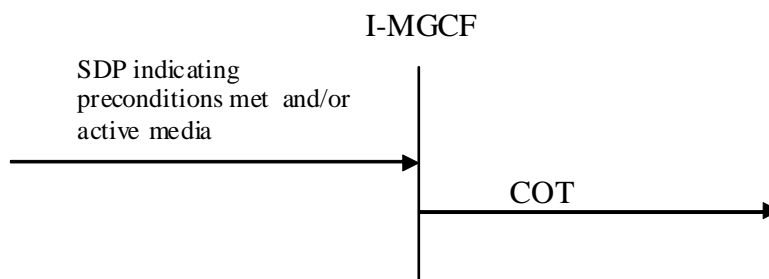 I-MGCF
SDP indicating
preconditions met and/or
active media
COT